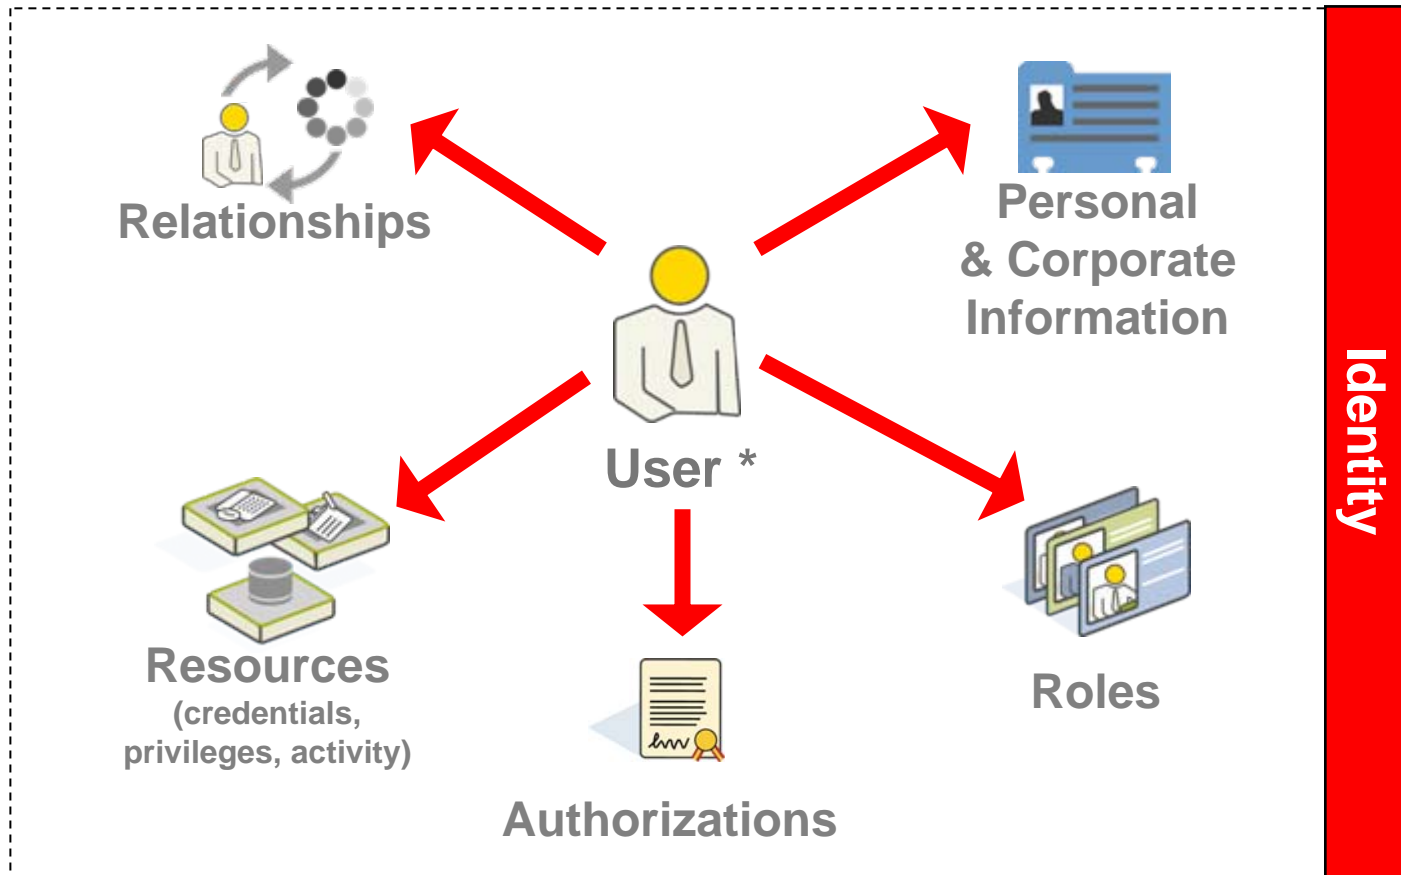 Relationships
Personal
& Corporate
Information
User *
Resources
(credentials,
privileges, activity)
Authorizations
Roles
Identity